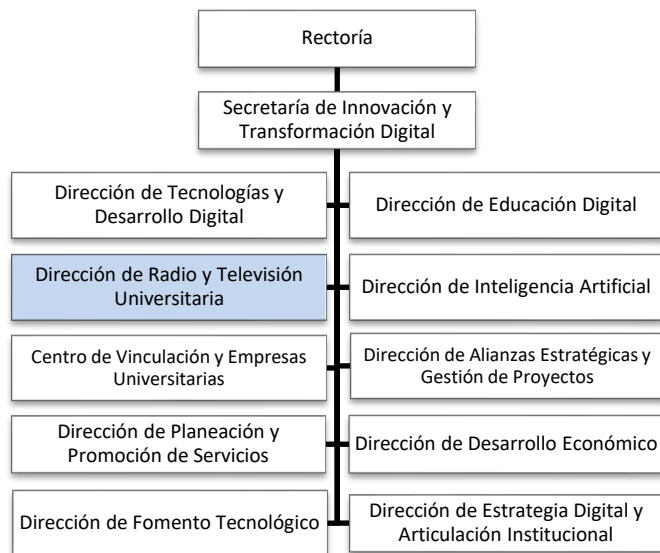 Rectoría
Secretaría de Innovación y
Transformación Digital
Dirección de Tecnologías y
Desarrollo Digital
Dirección de Educación Digital
Dirección de Radio y Televisión
Universitaria
Dirección de Inteligencia Artificial
Centro de Vinculación y Empresas
Universitarias
Dirección de Alianzas Estratégicas y
Gestión de Proyectos
Dirección de Planeación y
Promoción de Servicios
Dirección de Desarrollo Económico
Dirección de Fomento Tecnológico
Dirección de Estrategia Digital y
Articulación Institucional